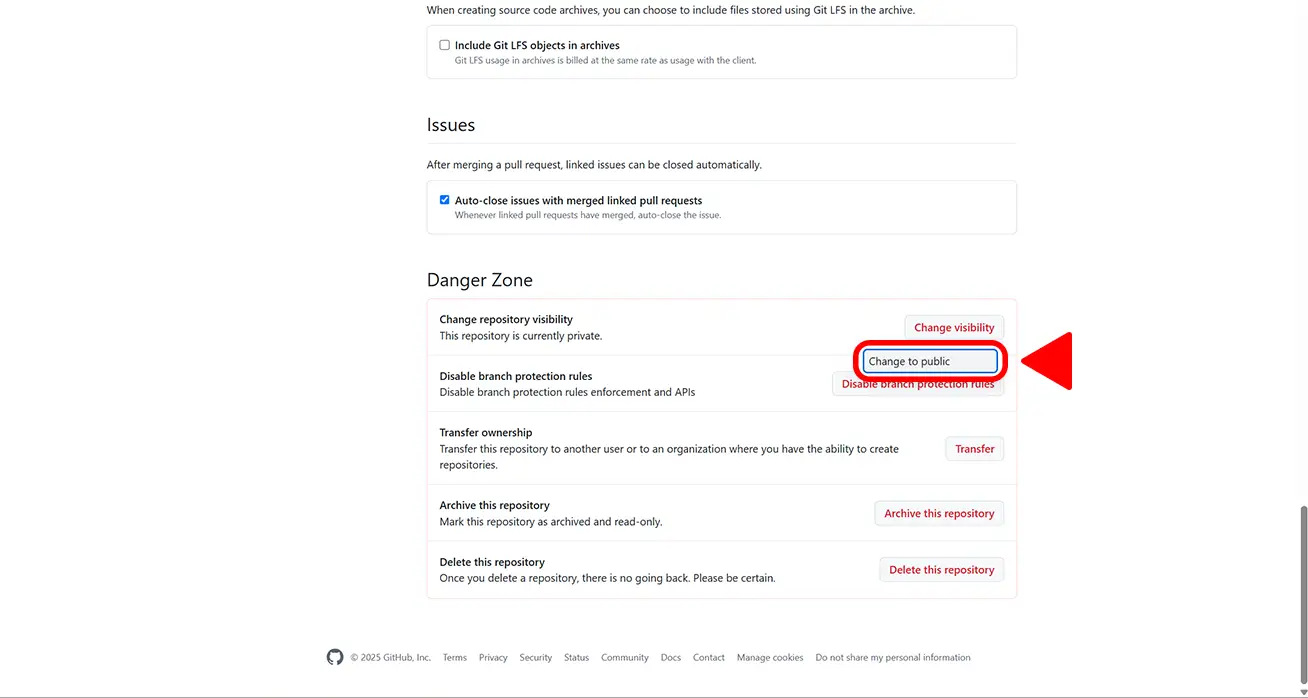 When creating source code archives, you can choose to include files stored using Git LFS in the archive.
Include Git LFS objects in archives
Git LFS usage in archives is billed at the same rate as usage with the client.
Issues
After merging a pull request, linked issues can be closed automatically.
Auto-close issues with merged linked pull requests
Whenever linked pull requests have merged, auto-close the issue.
Danger Zone
Change repository visibility
This repository is currently private.
Change visibility
Change to public
Disable branch protection rules
Disable branch protection rules enforcement and APIs
Disable branch protection rules
Transfer ownership
Transfer this repository to another user or to an organization where you have the ability to create
repositories.
Transfer
Archive this repository
Mark this repository as archived and read-only.
Archive this repository
Delete this repository
Once you delete a repository, there is no going back. Please be certain.
Delete this repository
© 2025 GitHub, Inc. Terms Privacy Security Status Community Docs Contact Manage cookies Do not share my personal information